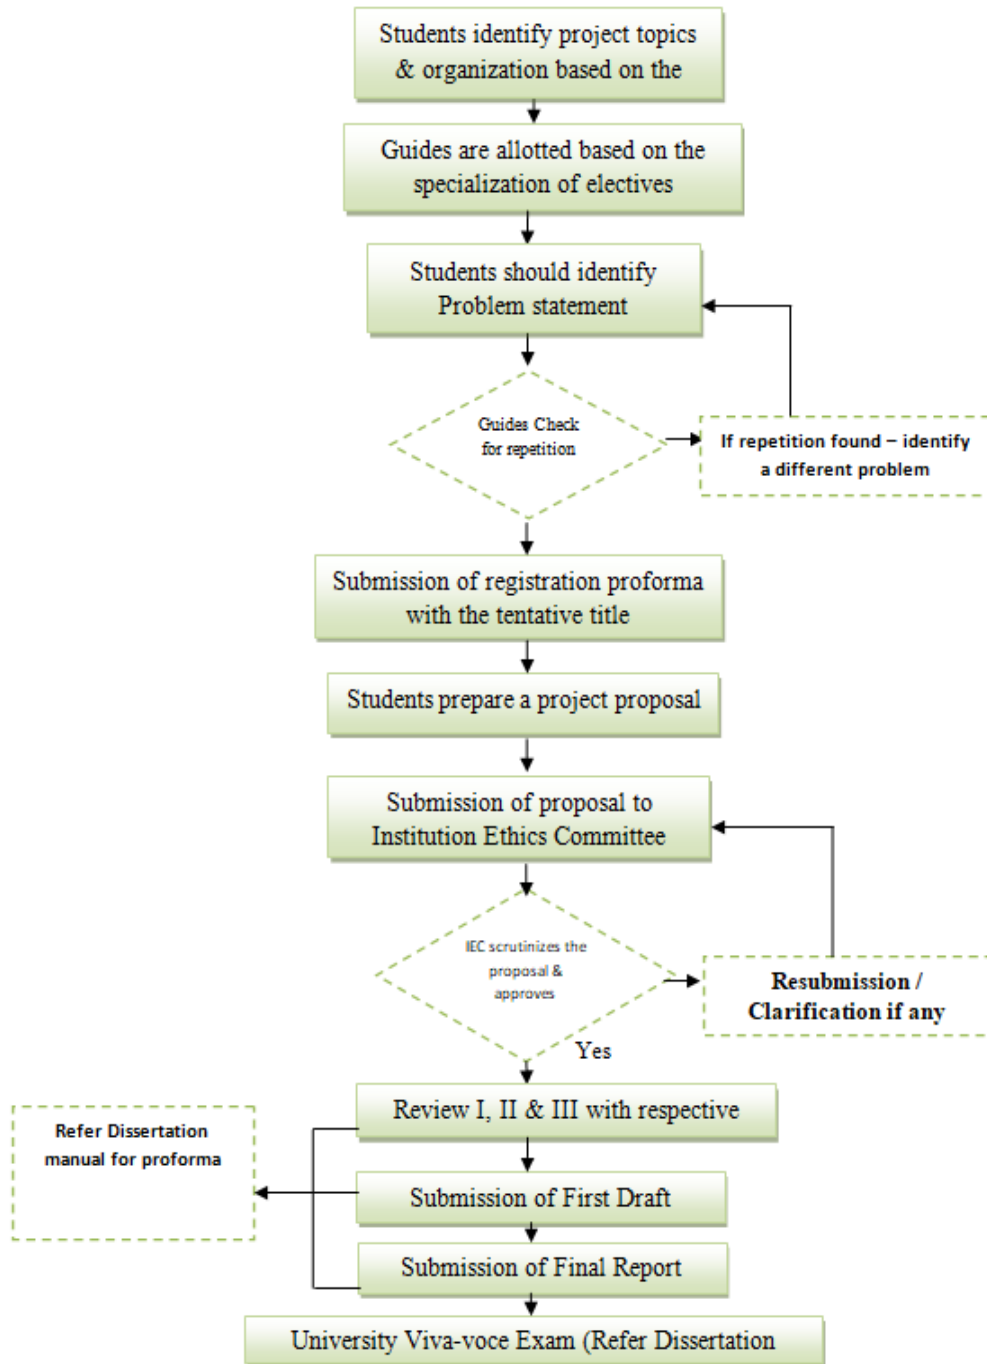 Students identify project topics
& organization based on the
Guides are allotted based on the
specialization of electives
Students should identify
Problem statement
Guides Check
for repetition
If repetition found – identify
a different problem
Submission of registration proforma
with the tentative title
Students prepare a project proposal
Submission of proposal to
Institution Ethics Committee
IEC scrutinizes the
proposal &
approves
Resubmission /
Clarification if any
Yes
Review I, II & III with respective
Refer Dissertation
manual for proforma
Submission of First Draft
Submission of Final Report
University Viva-voce Exam (Refer Dissertation